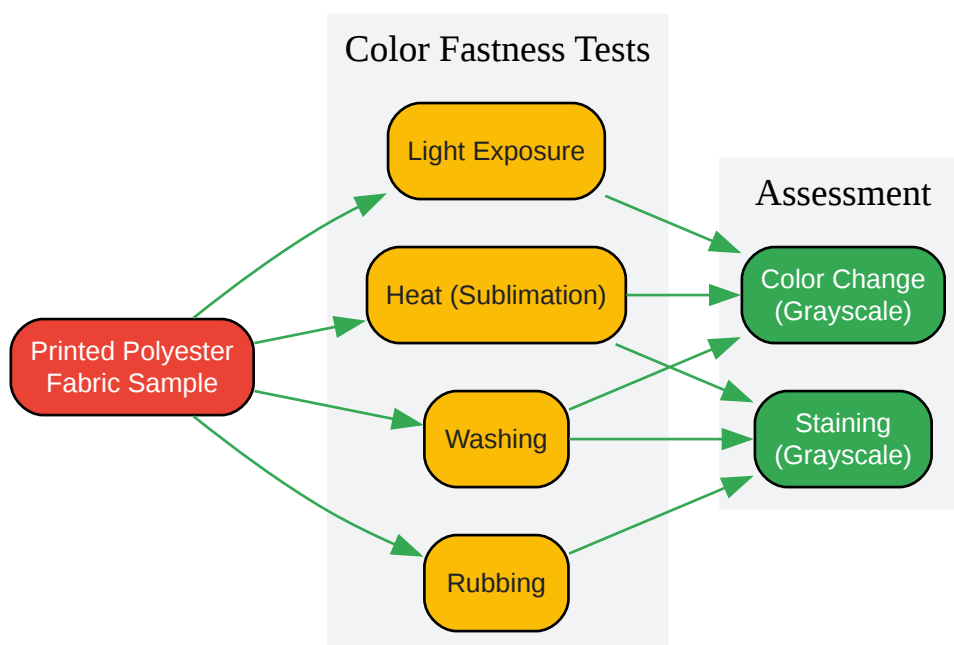 Color Fastness Tests
Light Exposure
Assessment
Heat (Sublimation)
Color Change
(Grayscale)
Printed Polyester
Fabric Sample
Washing
Staining
(Grayscale)
Rubbing